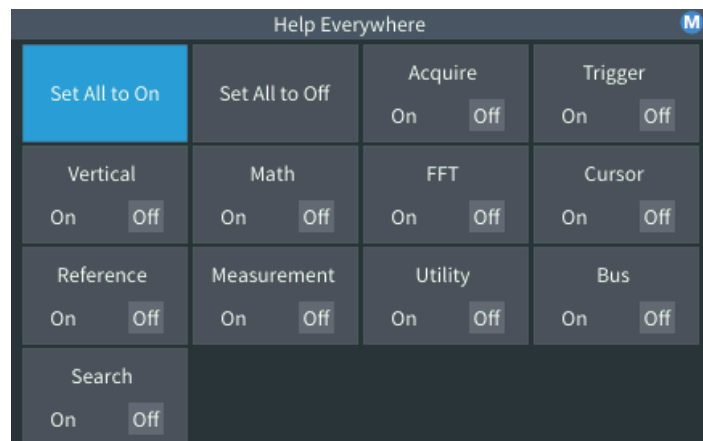 Help Everywhere M
Set All to On
Set All to Off
Acquire
On Off
Trigger
On Off
Vertical
On Off
Math
On Off
FFT
On Off
Cursor
On Off
Reference
On Off
Measurement
On Off
Utility
On Off
Bus
On Off
Search
On Off